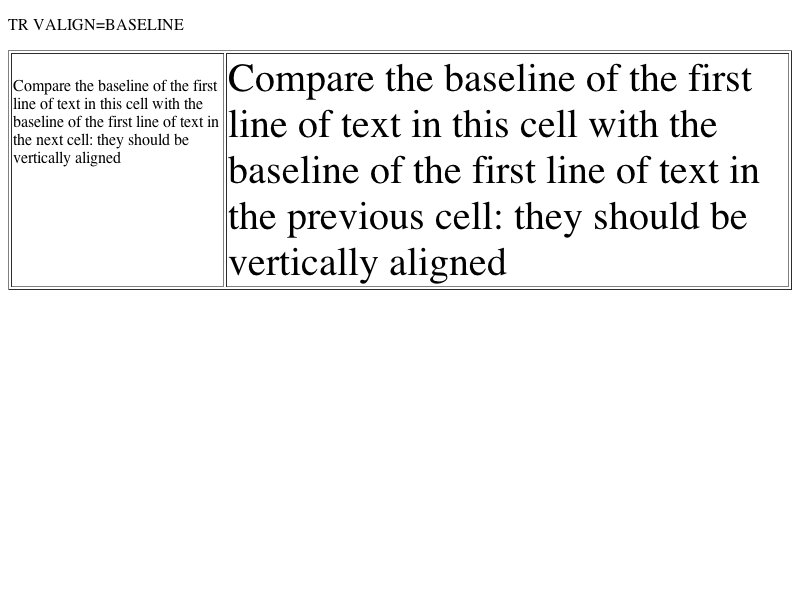 TR VALIGN=BASELINE
Compare the baseline of the first
line of text in this cell with the
baseline of the first line of text in
the next cell: they should be
vertically aligned
Compare the baseline of the first
line of text in this cell with the
baseline of the first line of text in
the previous cell: they should be
vertically aligned